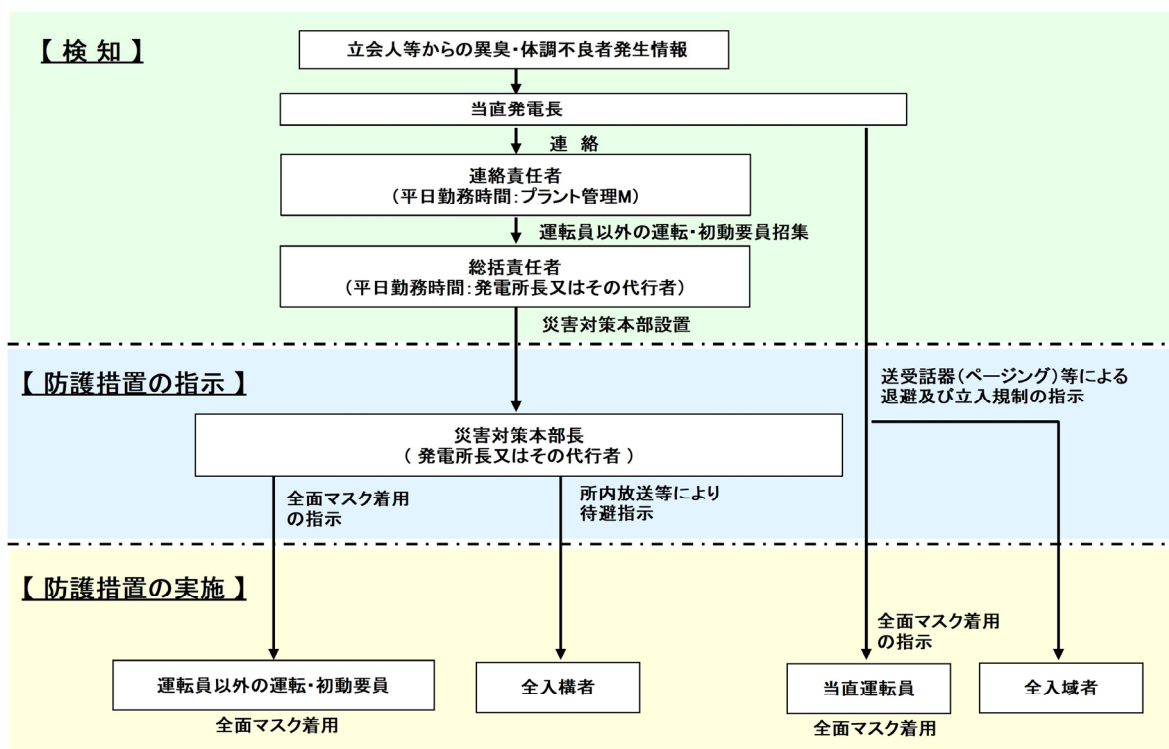 【 検 知 】
立会人等からの異臭・体調不良者発生情報
当直発電長
連　絡
連絡責任者
（平日勤務時間：プラント管理M）
運転員以外の運転・初動要員招集
総括責任者
（平日勤務時間：発電所長又はその代行者）
災害対策本部設置
【 防護措置の指示 】
送受話器（ページング）等による
退避及び立入規制の指示
災害対策本部長
（ 発電所長又はその代行者 ）
全面マスク着用
の指示
所内放送等により
待避指示
【 防護措置の実施 】
全面マスク着用
の指示
運転員以外の運転・初動要員
全入構者
当直運転員
全入域者
全面マスク着用
全面マスク着用